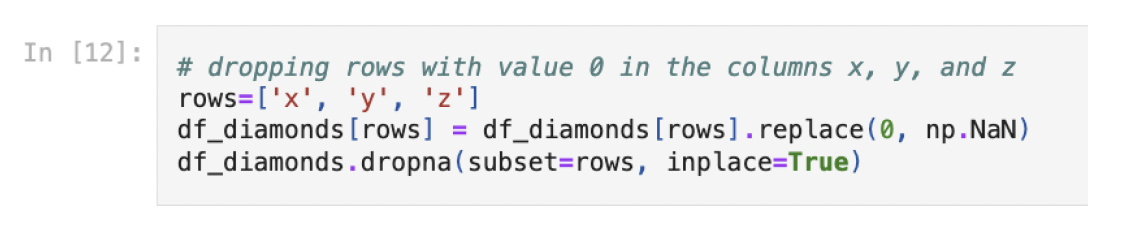 In [12]:
# dropping rows with value 0 in the columns x, y, and z
rows=['x', 'y', 'z']
df_diamonds[rows] = df_diamonds[rows].replace(0, np.NaN)
df_diamonds.dropna(subset=rows, inplace=True)